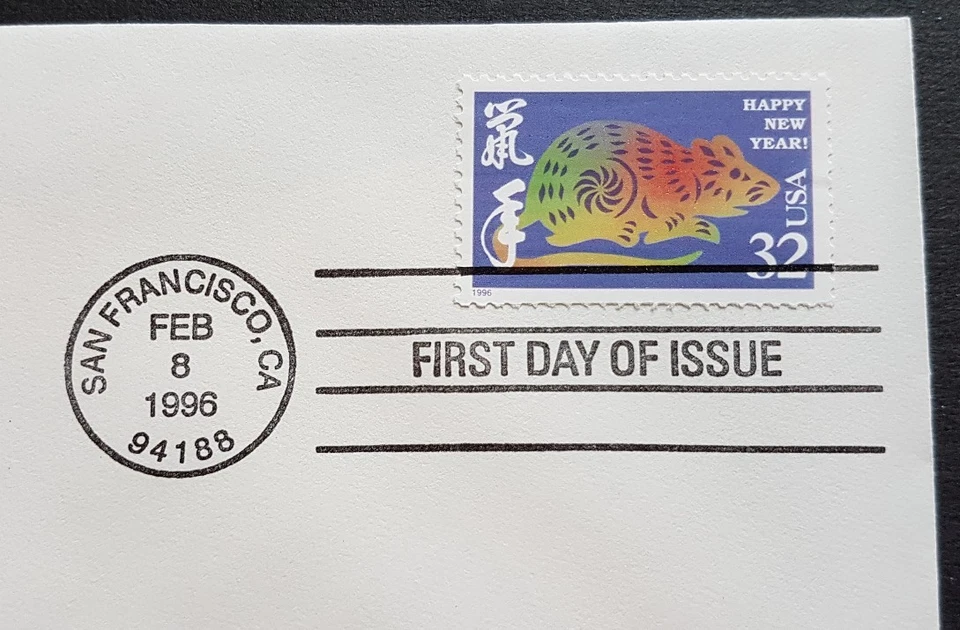 鼠年
HAPPY
NEW
YEAR!
USA
32
1996
SAN FRANCISCO, CA
FEB
8
1996
94188
FIRST DAY OF ISSUE